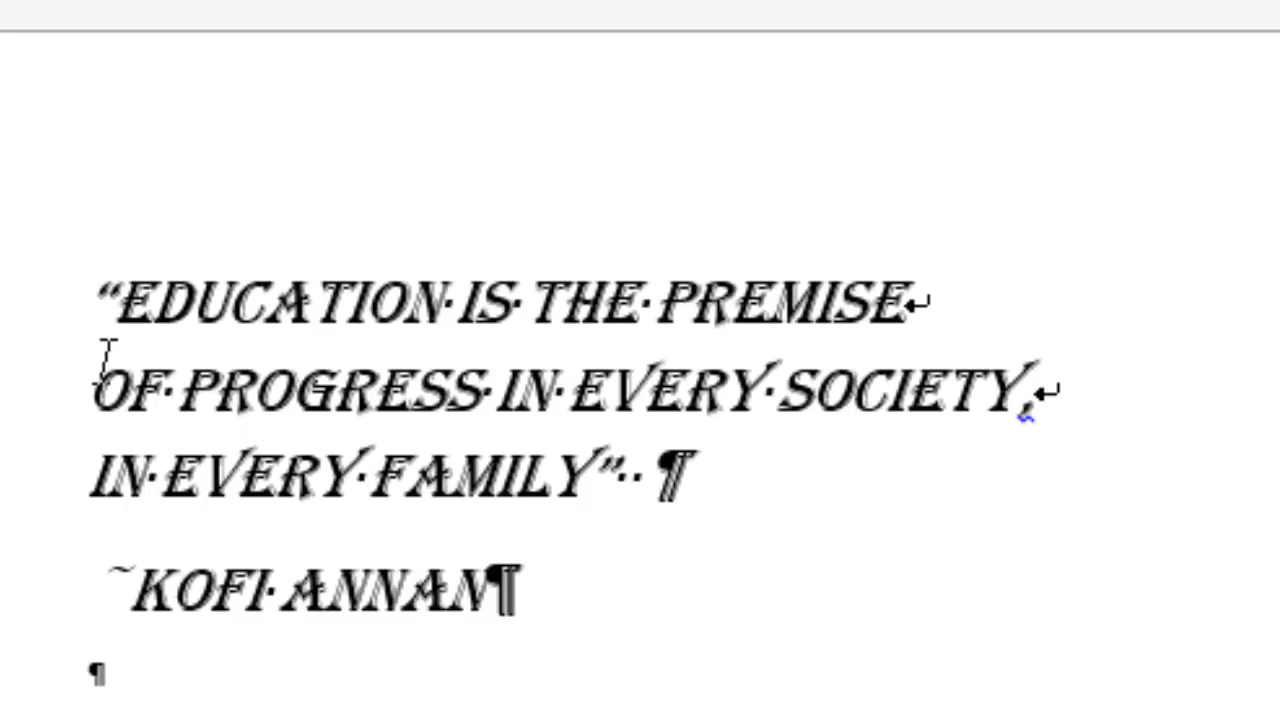 “EDUCATION IS THE PREMISE
OF PROGRESS IN EVERY SOCIETY,
IN EVERY FAMILY” ¶
~KOFI ANNAN¶
¶